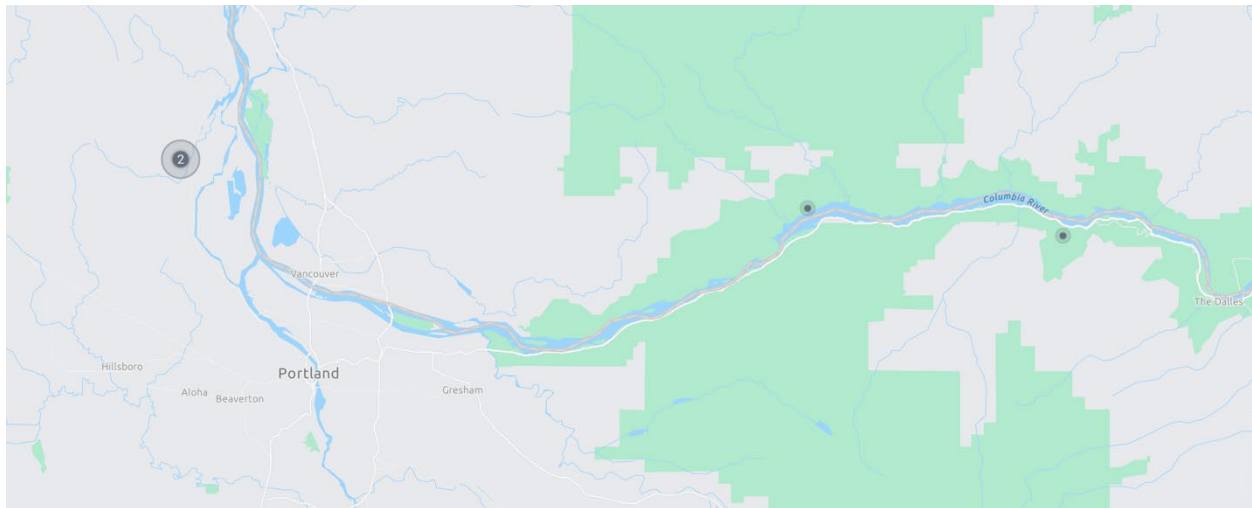 2
Columbia River
Vancouver
The Dalles
Hillsboro
Portland
Aloha
Beaverton
Gresham